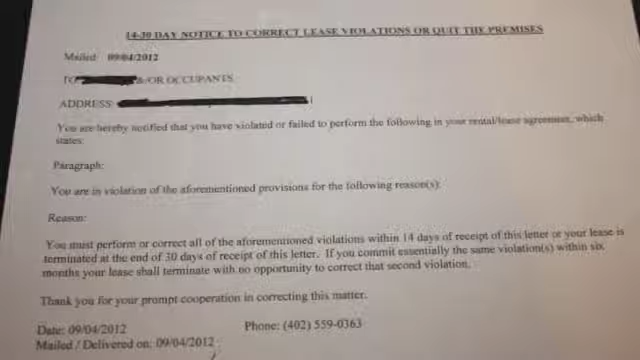 14-30 DAY NOTICE TO CORRECT LEASE VIOLATIONS OR QUIT THE PREMISES
Mailed: 09/04/2012
TO &/OR OCCUPANTS
ADDRESS
You are hereby notified that you have violated or failed to perform the following in your rental/lease agreement, which
states:
Paragraph:
You are in violation of the aforementioned provisions for the following reason(s):
Reason:
You must perform or correct all of the aforementioned violations within 14 days of receipt of this letter or your lease is
terminated at the end of 30 days of receipt of this letter. If you commit essentially the same violation(s) within six
months your lease shall terminate with no opportunity to correct that second violation.
Thank you for your prompt cooperation in correcting this matter.
Date: 09/04/2012 Phone: (402) 559-0363
Mailed / Delivered on: 09/04/2012